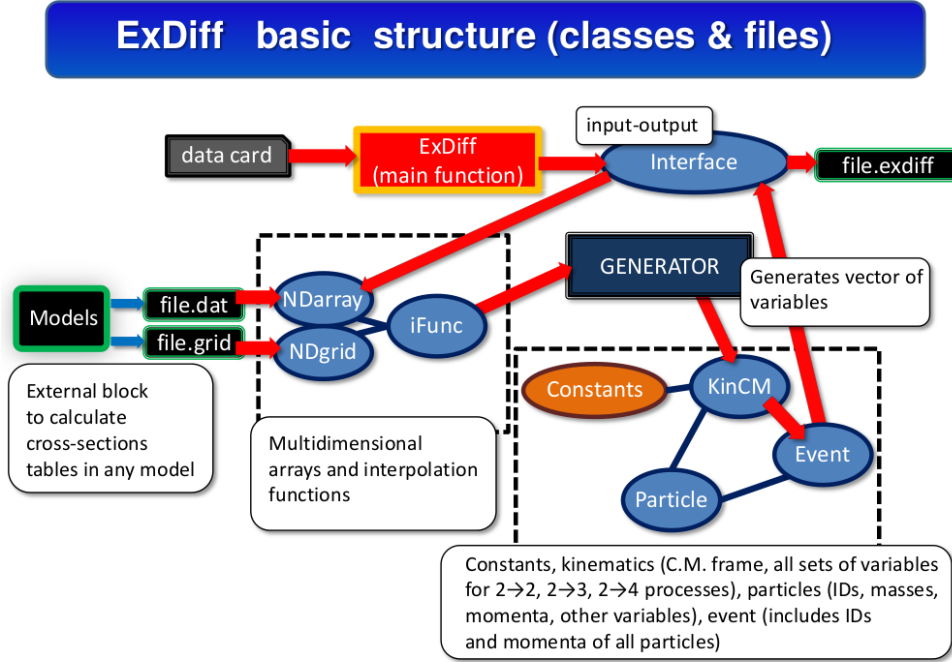 ExDiff basic structure (classes & files)
input-output
data card
ExDiff
(main function)
Interface
file.exdiff
GENERATOR
Generates vector of
variables
NDarray
iFunc
NDgrid
Models
file.dat
file.grid
External block
to calculate
cross-sections
tables in any model
Multidimensional
arrays and interpolation
functions
Constants
KinCM
Event
Particle
Constants, kinematics (C.M. frame, all sets of variables
for 2→2, 2→3, 2→4 processes), particles (IDs, masses,
momenta, other variables), event (includes IDs
and momenta of all particles)